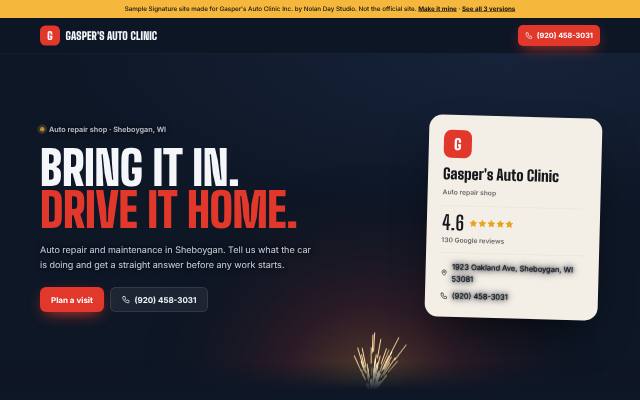 Sample Signature site made for Gasper's Auto Clinic Inc. by Nolan Day Studio. Not the official site. Make it mine · See all 3 versions
G GASPER'S AUTO CLINIC
(920) 458-3031
Auto repair shop · Sheboygan, WI
BRING IT IN.
DRIVE IT HOME.
Auto repair and maintenance in Sheboygan. Tell us what the car
is doing and get a straight answer before any work starts.
Plan a visit
(920) 458-3031
G
Gasper's Auto Clinic
Auto repair shop
4.6 ★★★★★
130 Google reviews
1923 Oakland Ave, Sheboygan, WI
53081
(920) 458-3031